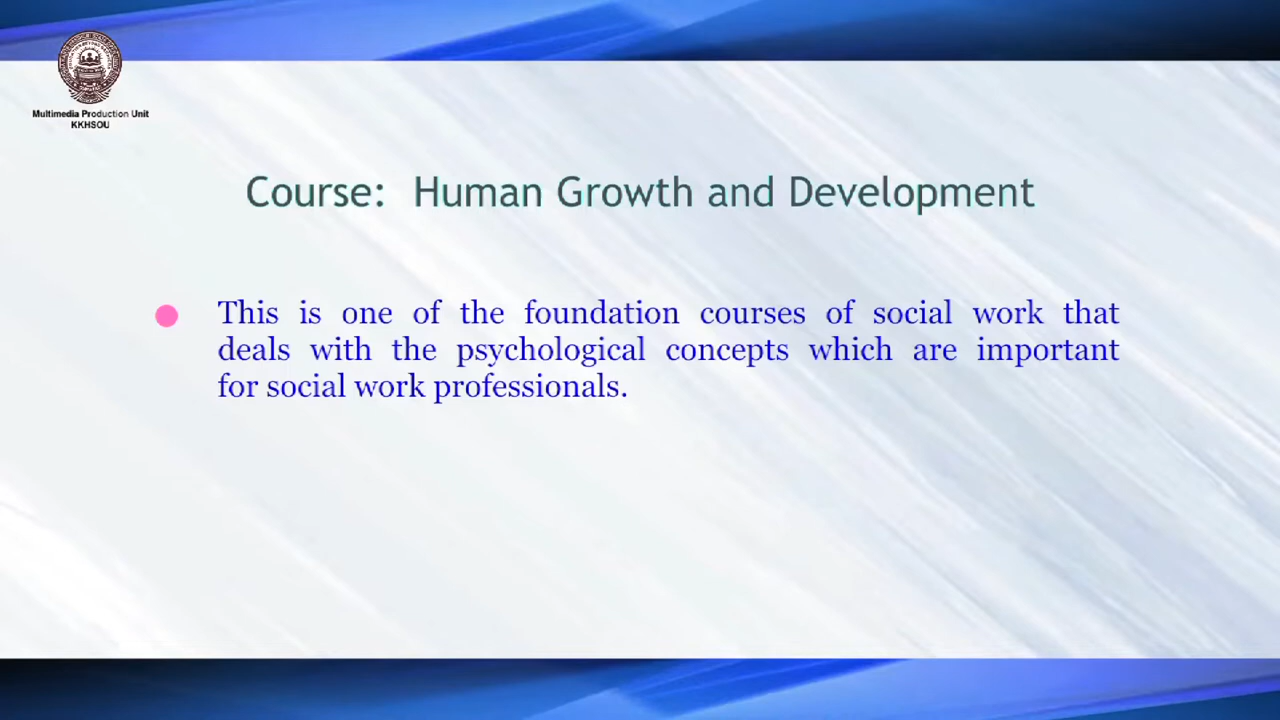 Multimedia Production Unit
KKHSOU
Course: Human Growth and Development
This is one of the foundation courses of social work that
deals with the psychological concepts which are important
for social work professionals.